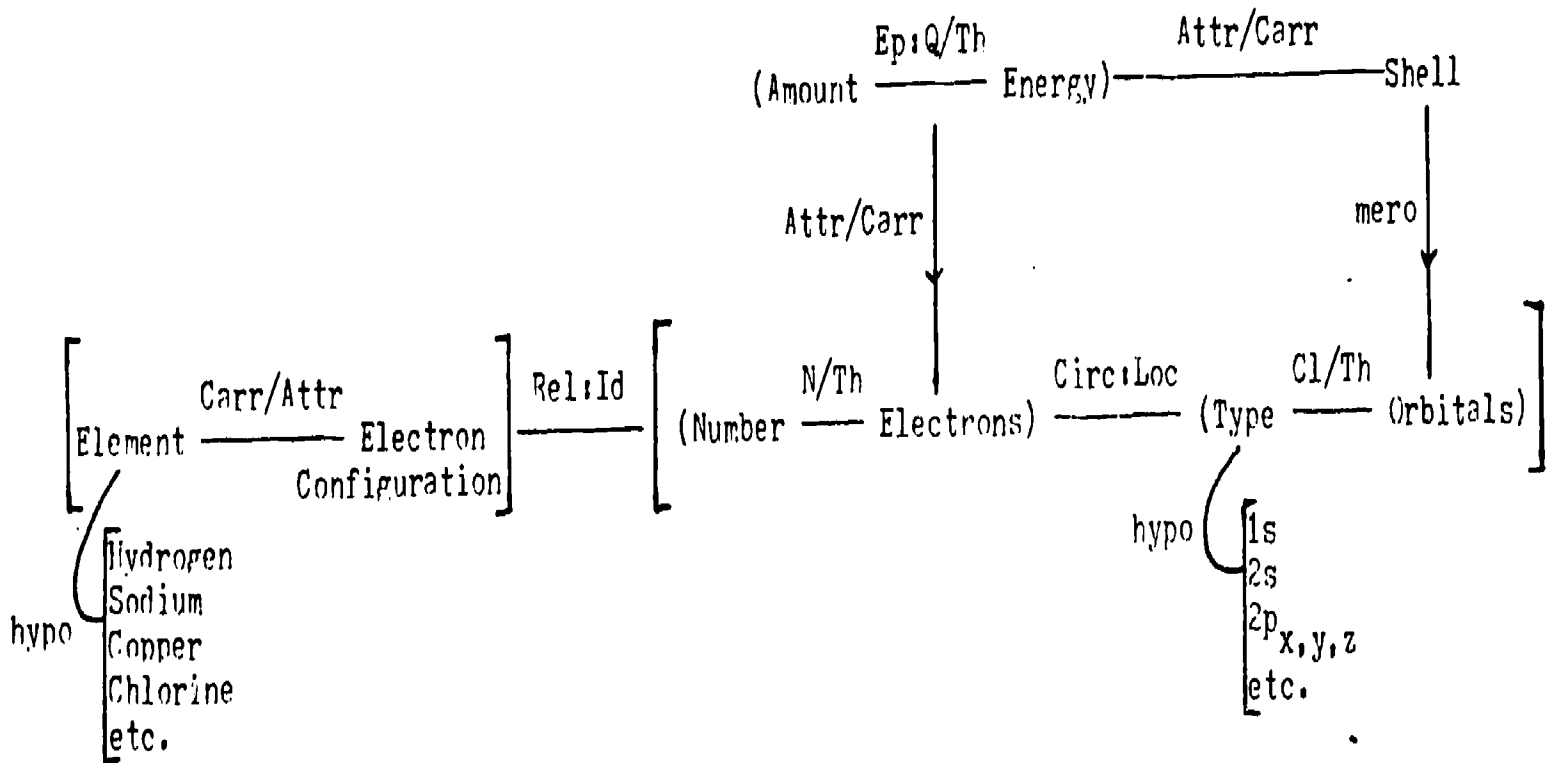 Ep:Q/Th Attr/Carr
(Amount Energy) Shell
Attr/Carr mero
Carr/Attr Rel:Id N/Th Circ:Loc Cl/Th
Element Electron (Number Electrons) (Type Orbitals)
Configuration
hypo 1s
2s
2p x,y,z
etc.
hypo Hydrogen
Sodium
Copper
Chlorine
etc.